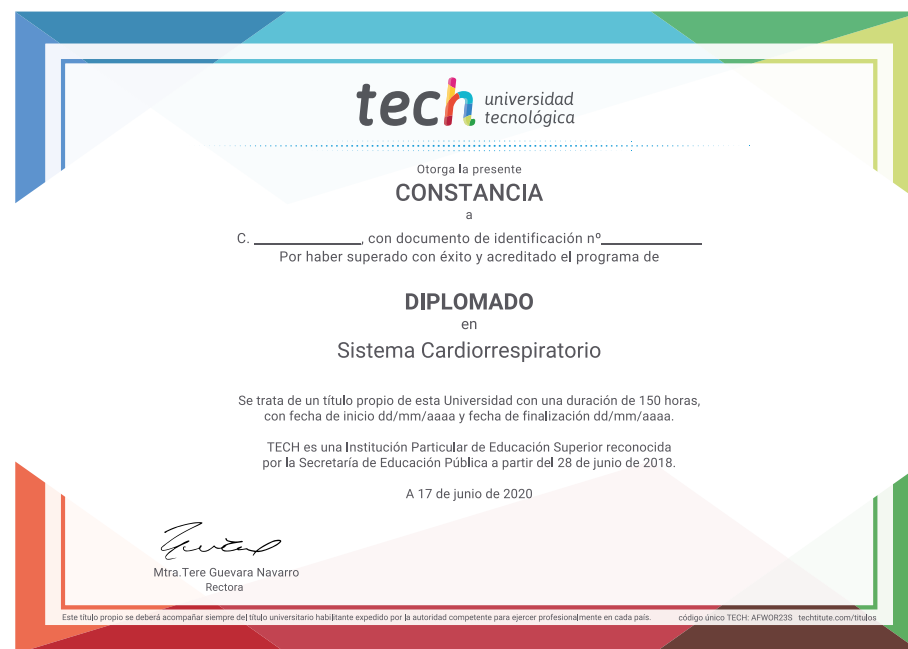 tech universidad
tecnológica
Otorga la presente
CONSTANCIA
a
C. ____________, con documento de identificación nº____________
Por haber superado con éxito y acreditado el programa de
DIPLOMADO
en
Sistema Cardiorrespiratorio
Se trata de un título propio de esta Universidad con una duración de 150 horas,
con fecha de inicio dd/mm/aaaa y fecha de finalización dd/mm/aaaa.
TECH es una Institución Particular de Educación Superior reconocida
por la Secretaría de Educación Pública a partir del 28 de junio de 2018.
A 17 de junio de 2020
Mtra.Tere Guevara Navarro
Rectora
Este título propio se deberá acompañar siempre del título universitario habilitante expedido por la autoridad competente para ejercer profesionalmente en cada país. código único TECH: AFWOR23S techtitute.com/titulos